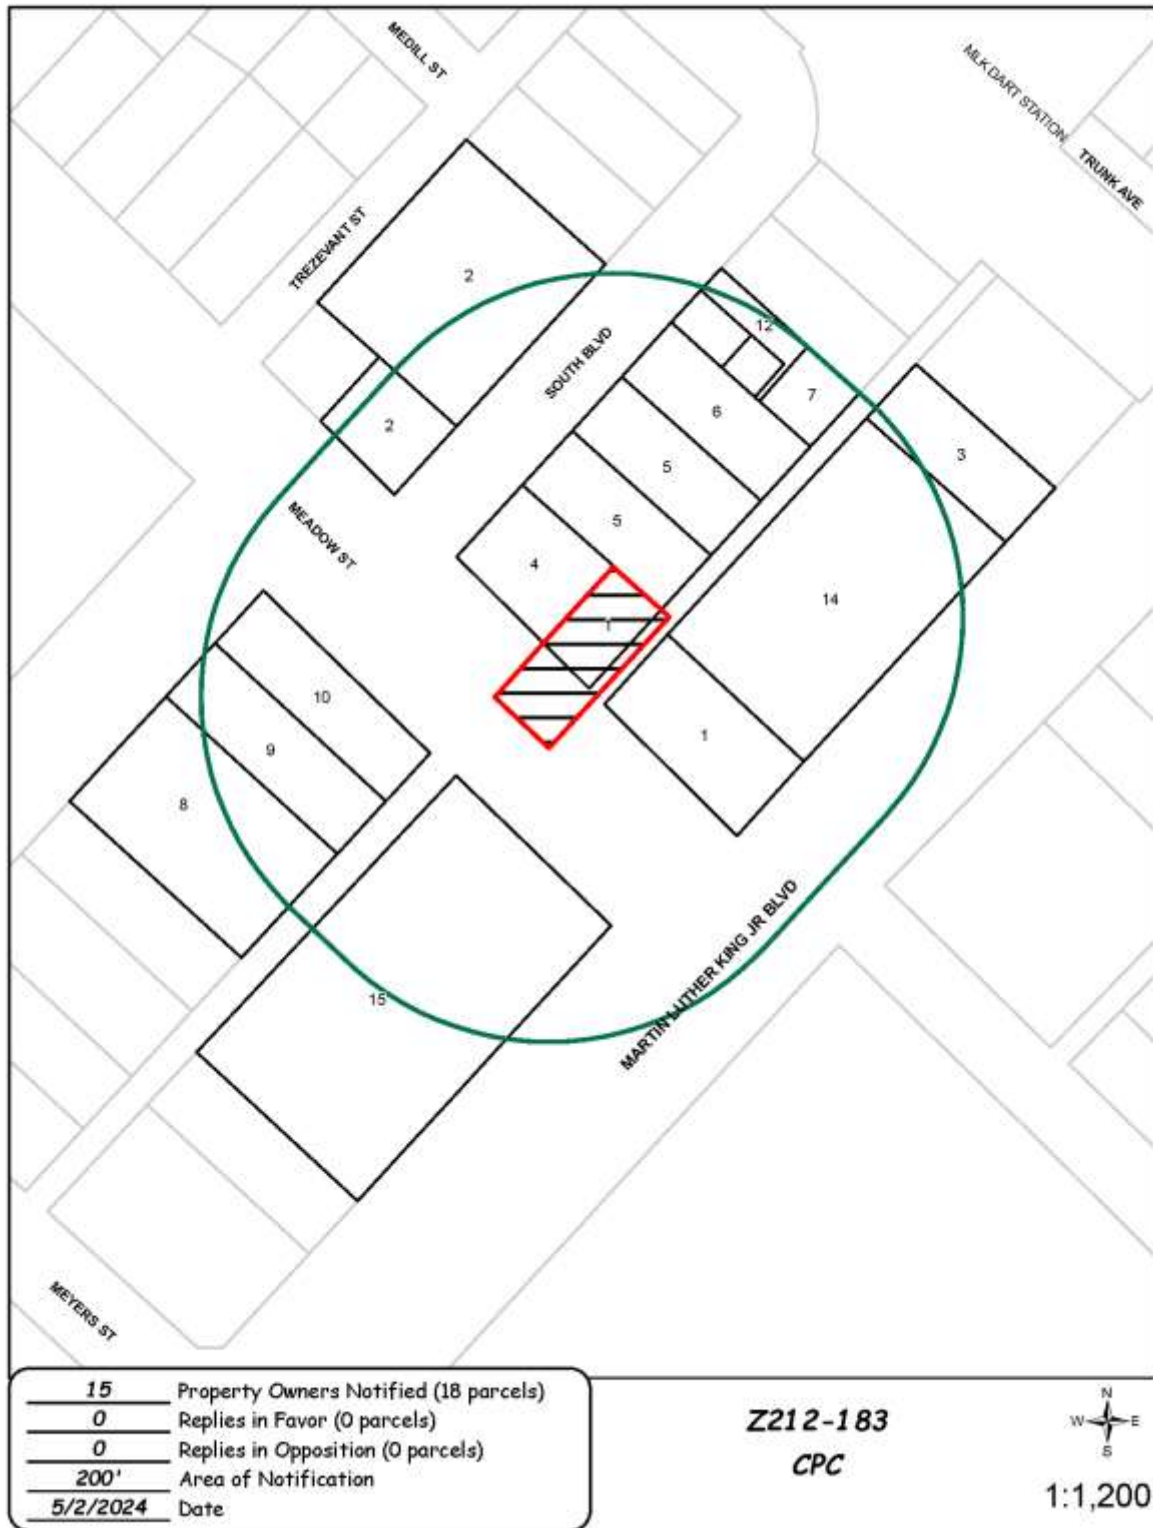 MEDILL ST
MLK DART STATION
TRUNK AVE
TREZEVANT ST
2
12
SOUTH BLVD
7
6
2
3
5
MEADOW ST
5
4
14
1
10
1
9
8
MARTIN LUTHER KING JR BLVD
15
MEYERS ST
15 Property Owners Notified (18 parcels)
0 Replies in Favor (0 parcels)
0 Replies in Opposition (0 parcels)
200' Area of Notification
5/2/2024 Date
Z212-183
CPC
N
W E
S
1:1,200